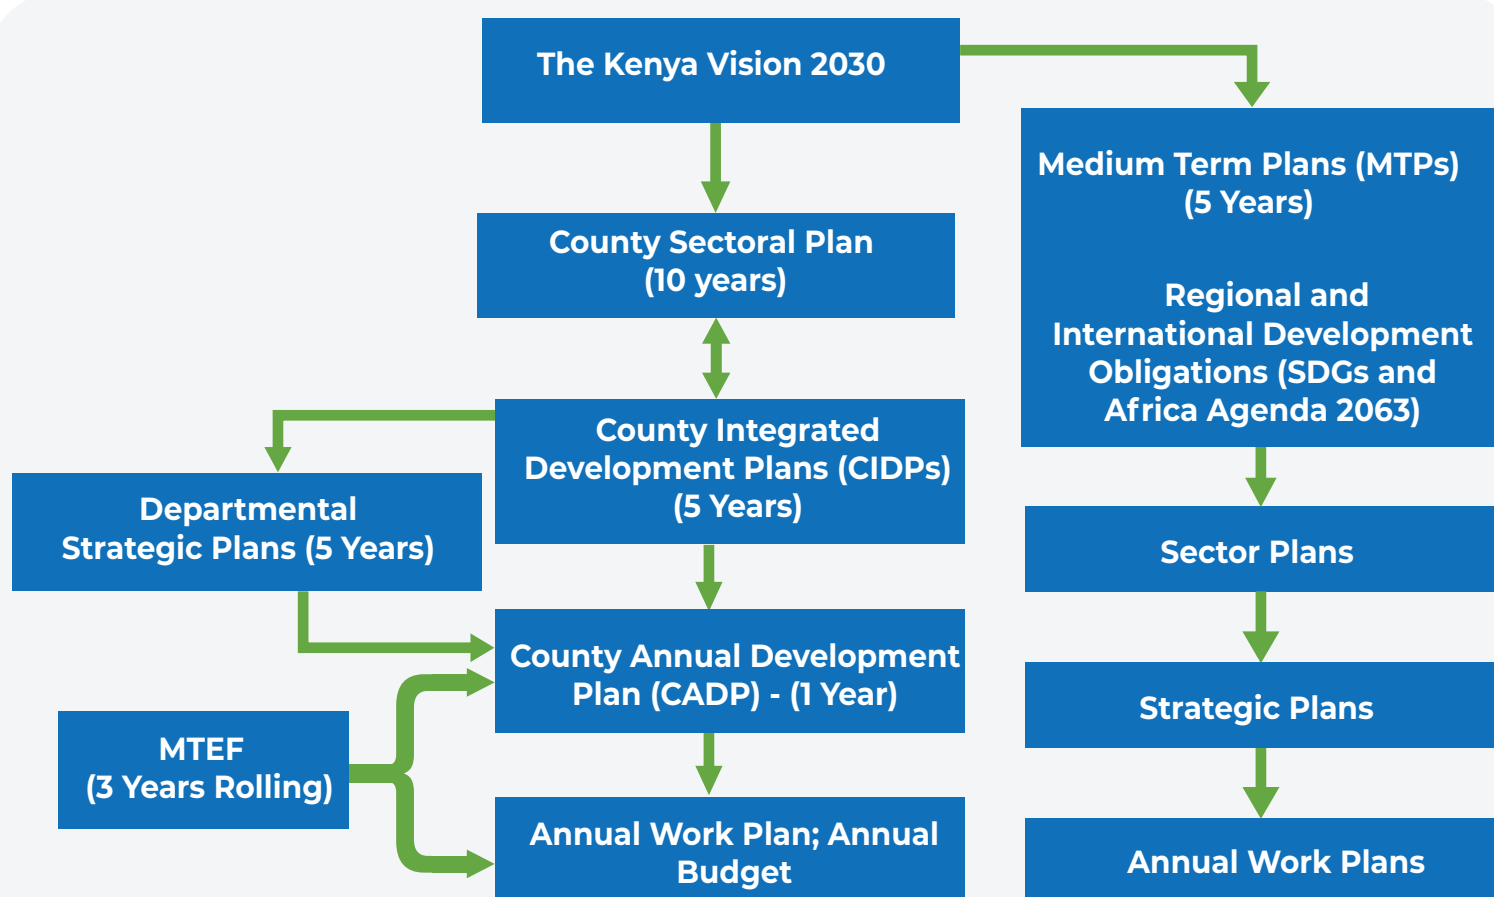 The Kenya Vision 2030
Medium Term Plans (MTPs)
(5 Years)
Regional and
International Development
Obligations (SDGs and
Africa Agenda 2063)
County Sectoral Plan
(10 years)
County Integrated
Development Plans (CIDPs)
(5 Years)
Departmental
Strategic Plans (5 Years)
Sector Plans
County Annual Development
Plan (CADP) - (1 Year)
Strategic Plans
MTEF
(3 Years Rolling)
Annual Work Plan; Annual
Budget
Annual Work Plans